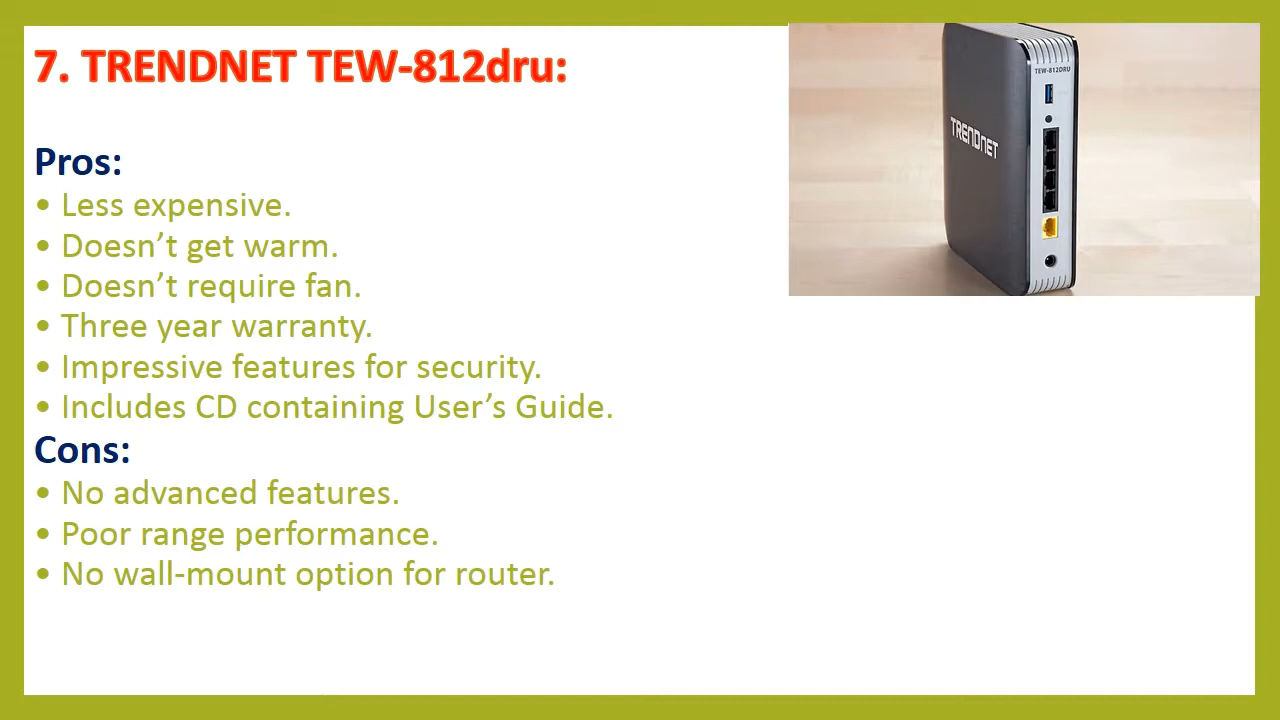 7. TRENDNET TEW-812dru:
Pros:
• Less expensive.
• Doesn’t get warm.
• Doesn’t require fan.
• Three year warranty.
• Impressive features for security.
• Includes CD containing User’s Guide.
Cons:
• No advanced features.
• Poor range performance.
• No wall-mount option for router.
TEW-812DRU
TRENDNET